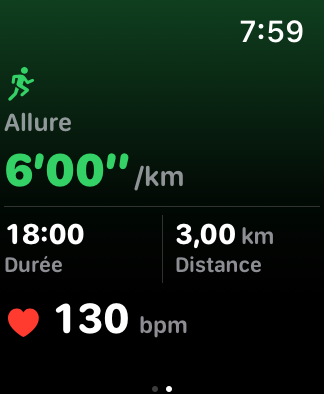 7:59
Allure
6'00"/km
18:00
Durée
3,00 km
Distance
130 bpm